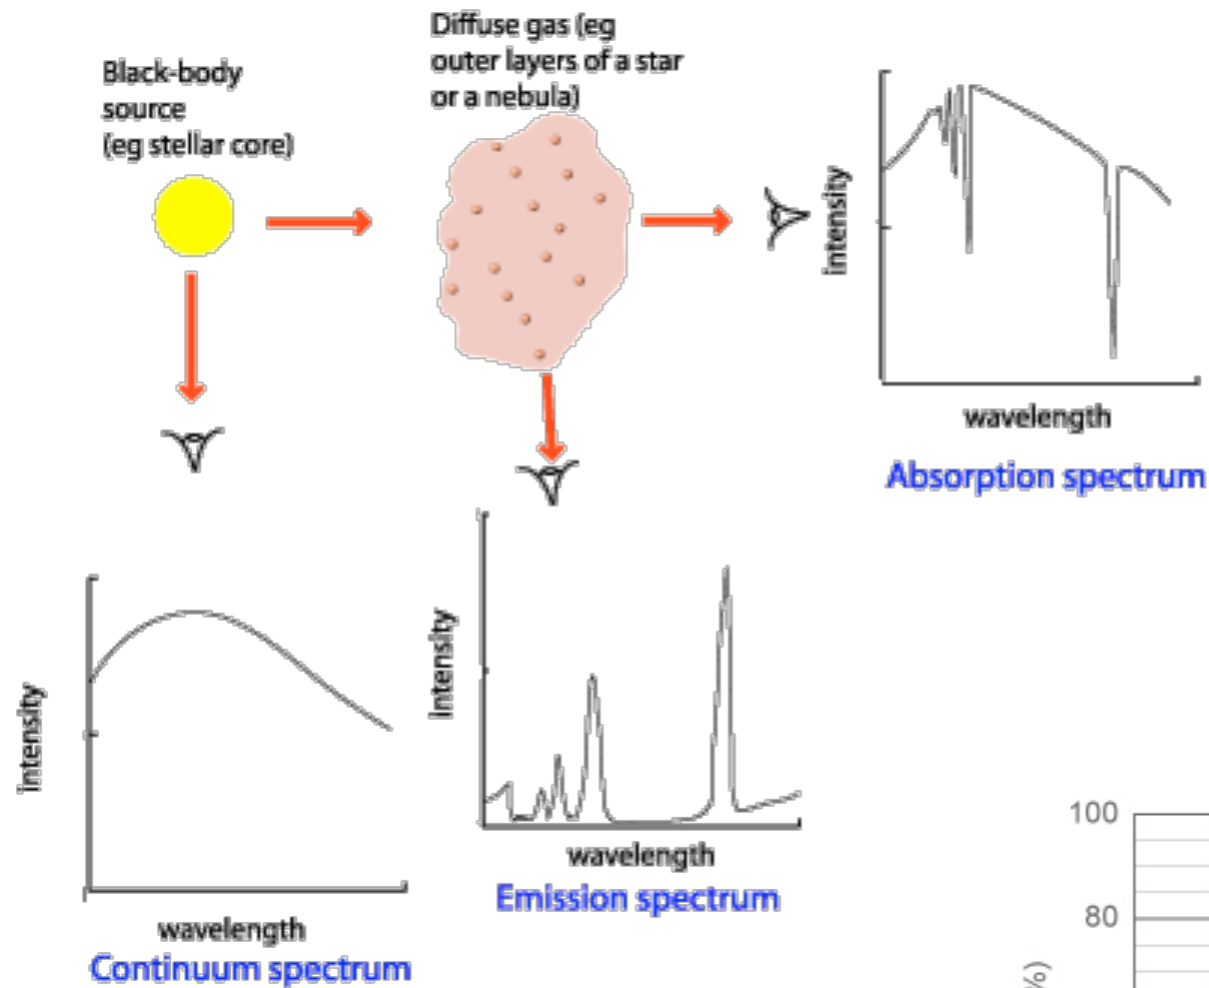 Diffuse gas (eg
outer layers of a star
or a nebula)
Black-body
source
(eg stellar core)
intensity
wavelength
Absorption spectrum
intensity
wavelength
Emission spectrum
intensity
wavelength
Continuum spectrum
100
80
%)